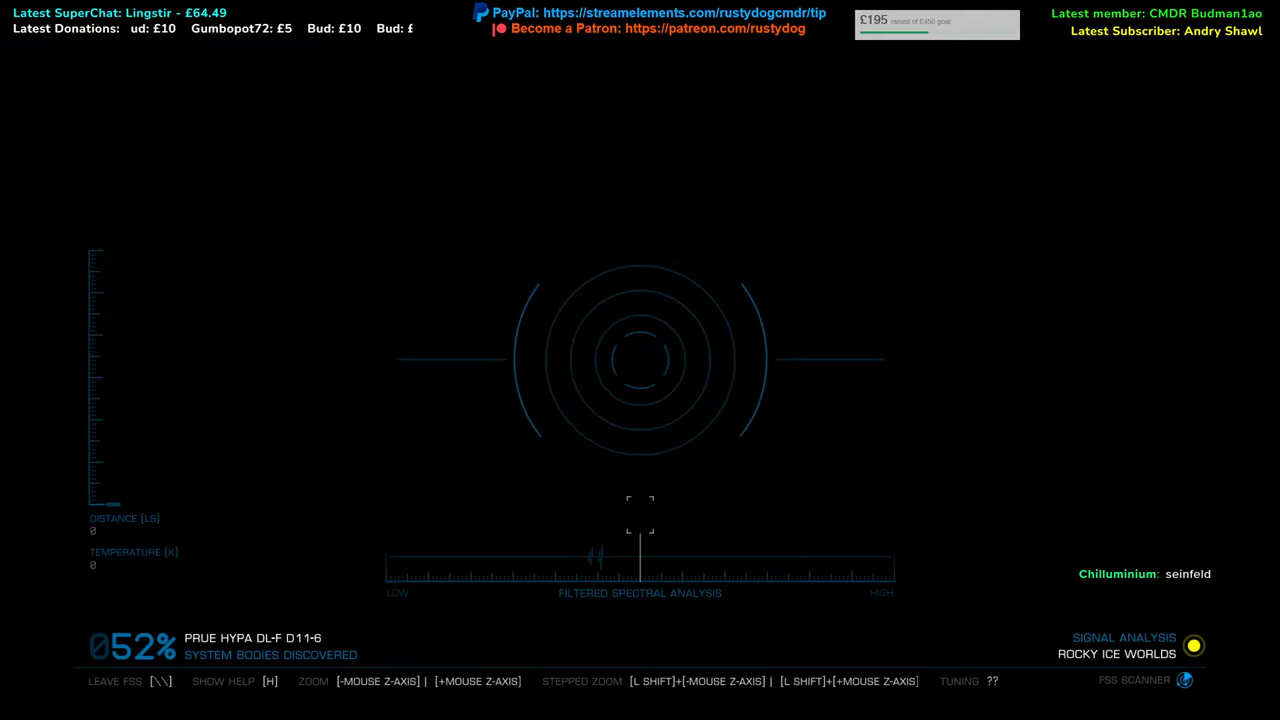 Latest SuperChat: Lingstir - £64.49
Latest Donations: ud: £10 Gumbopot72: £5 Bud: £10 Bud: £
PayPal: https://streamelements.com/rustydogcmdr/tip
Become a Patron: https://patreon.com/rustydog
£195 raised of £450 goal
Latest member: CMDR Budman1ao
Latest Subscriber: Andry Shawl
DISTANCE (LS)
0
TEMPERATURE (K)
0
LOW FILTERED SPECTRAL ANALYSIS HIGH
Chilluminium: seinfeld
052% PRUE HYPA DL-F D11-6
SYSTEM BODIES DISCOVERED
SIGNAL ANALYSIS
ROCKY ICE WORLDS
LEAVE FSS [\\] SHOW HELP [H] ZOOM [-MOUSE Z-AXIS] | [+MOUSE Z-AXIS] STEPPED ZOOM [L SHIFT]+[-MOUSE Z-AXIS] | [L SHIFT]+[+MOUSE Z-AXIS] TUNING ?? FSS SCANNER